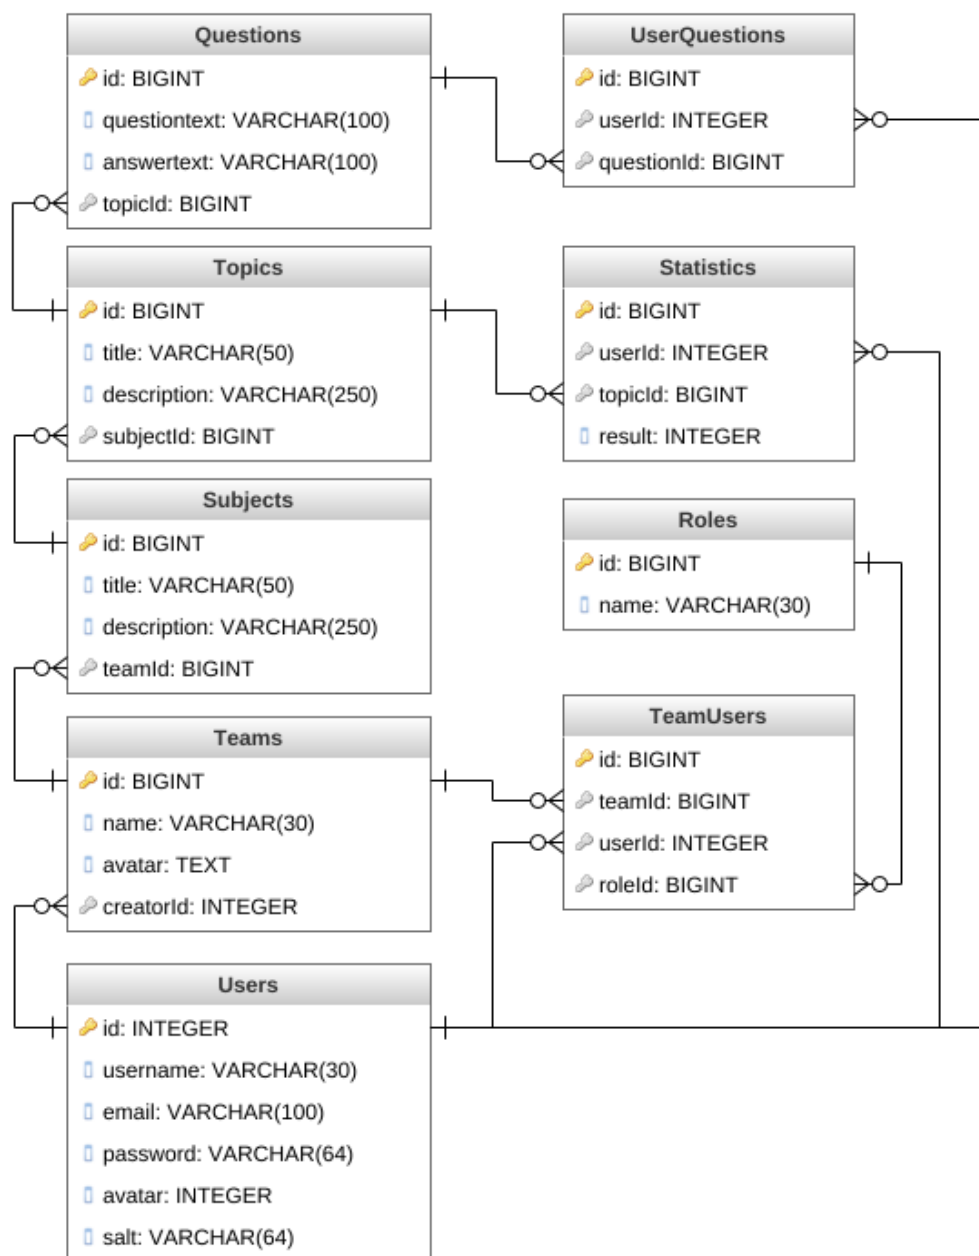 Questions
id: BIGINT
questiontext: VARCHAR(100)
answertext: VARCHAR(100)
topicId: BIGINT
UserQuestions
id: BIGINT
userId: INTEGER
questionId: BIGINT
Topics
id: BIGINT
title: VARCHAR(50)
description: VARCHAR(250)
subjectId: BIGINT
Statistics
id: BIGINT
userId: INTEGER
topicId: BIGINT
result: INTEGER
Subjects
id: BIGINT
title: VARCHAR(50)
description: VARCHAR(250)
teamId: BIGINT
Roles
id: BIGINT
name: VARCHAR(30)
Teams
id: BIGINT
name: VARCHAR(30)
avatar: TEXT
creatorId: INTEGER
TeamUsers
id: BIGINT
teamId: BIGINT
userId: INTEGER
roleId: BIGINT
Users
id: INTEGER
username: VARCHAR(30)
email: VARCHAR(100)
password: VARCHAR(64)
avatar: INTEGER
salt: VARCHAR(64)